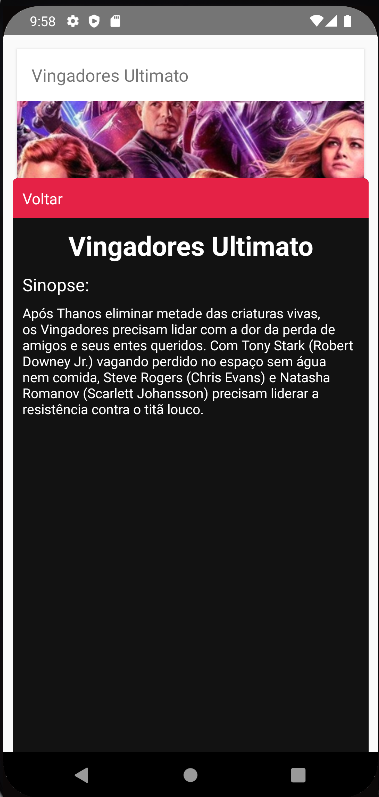 9:58
Vingadores Ultimato
Voltar
Vingadores Ultimato
Sinopse:
Após Thanos eliminar metade das criaturas vivas,
os Vingadores precisam lidar com a dor da perda de
amigos e seus entes queridos. Com Tony Stark (Robert
Downey Jr.) vagando perdido no espaço sem água
nem comida, Steve Rogers (Chris Evans) e Natasha
Romanov (Scarlett Johansson) precisam liderar a
resistência contra o titã louco.